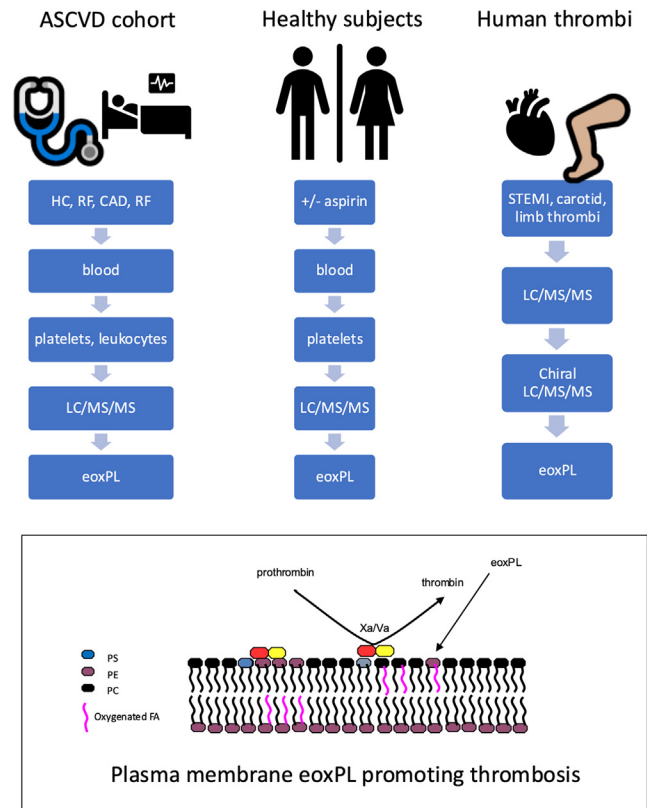 ASCVD cohort
Healthy subjects
Human thrombi
HC, RF, CAD, RF
blood
platelets, leukocytes
LC/MS/MS
eoxPL
+/- aspirin
blood
platelets
LC/MS/MS
eoxPL
STEMI, carotid,
limb thrombi
LC/MS/MS
Chiral
LC/MS/MS
eoxPL
prothrombin
thrombin
eoxPL
Xa/Va
PS
PE
PC
Oxygenated FA
Plasma membrane eoxPL promoting thrombosis